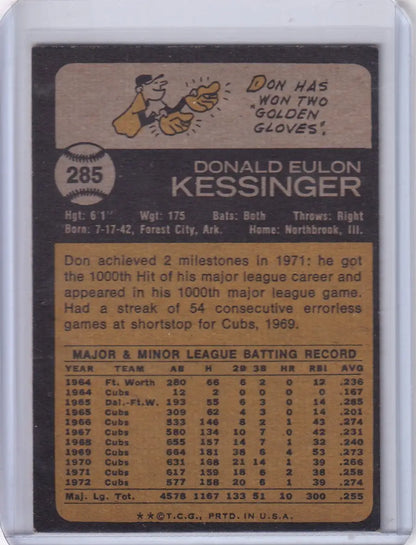 DON HAS
WON TWO
"GOLDEN
GLOVES".
285
DONALD EULON
KESSINGER
Hgt: 6'1" Wgt: 175 Bats: Both Throws: Right
Born: 7-17-42, Forest City, Ark. Home: Northbrook, Ill.
Don achieved 2 milestones in 1971: he got
the 1000th Hit of his major league career and
appeared in his 1000th major league game.
Had a streak of 54 consecutive errorless
games at shortstop for Cubs, 1969.
MAJOR & MINOR LEAGUE BATTING RECORD
YEAR TEAM AB H 2B 3B HR RBI AVG
1964 Ft. Worth 280 66 6 2 0 12 .236
1964 Cubs 12 2 0 0 0 0 .167
1965 Dal.-Ft.W. 193 55 6 3 0 14 .285
1965 Cubs 309 62 4 3 0 14 .201
1966 Cubs 533 146 8 2 1 43 .274
1967 Cubs 580 134 10 7 0 42 .231
1968 Cubs 655 157 14 7 1 32 .240
1969 Cubs 664 181 38 6 4 53 .273
1970 Cubs 631 168 21 14 1 39 .266
1971 Cubs 617 159 18 6 2 38 .258
1972 Cubs 577 158 20 6 1 39 .274
Maj. Lg. Tot. 4578 1167 133 51 10 300 .255
★★©T.C.G., PRTD. IN U.S.A.